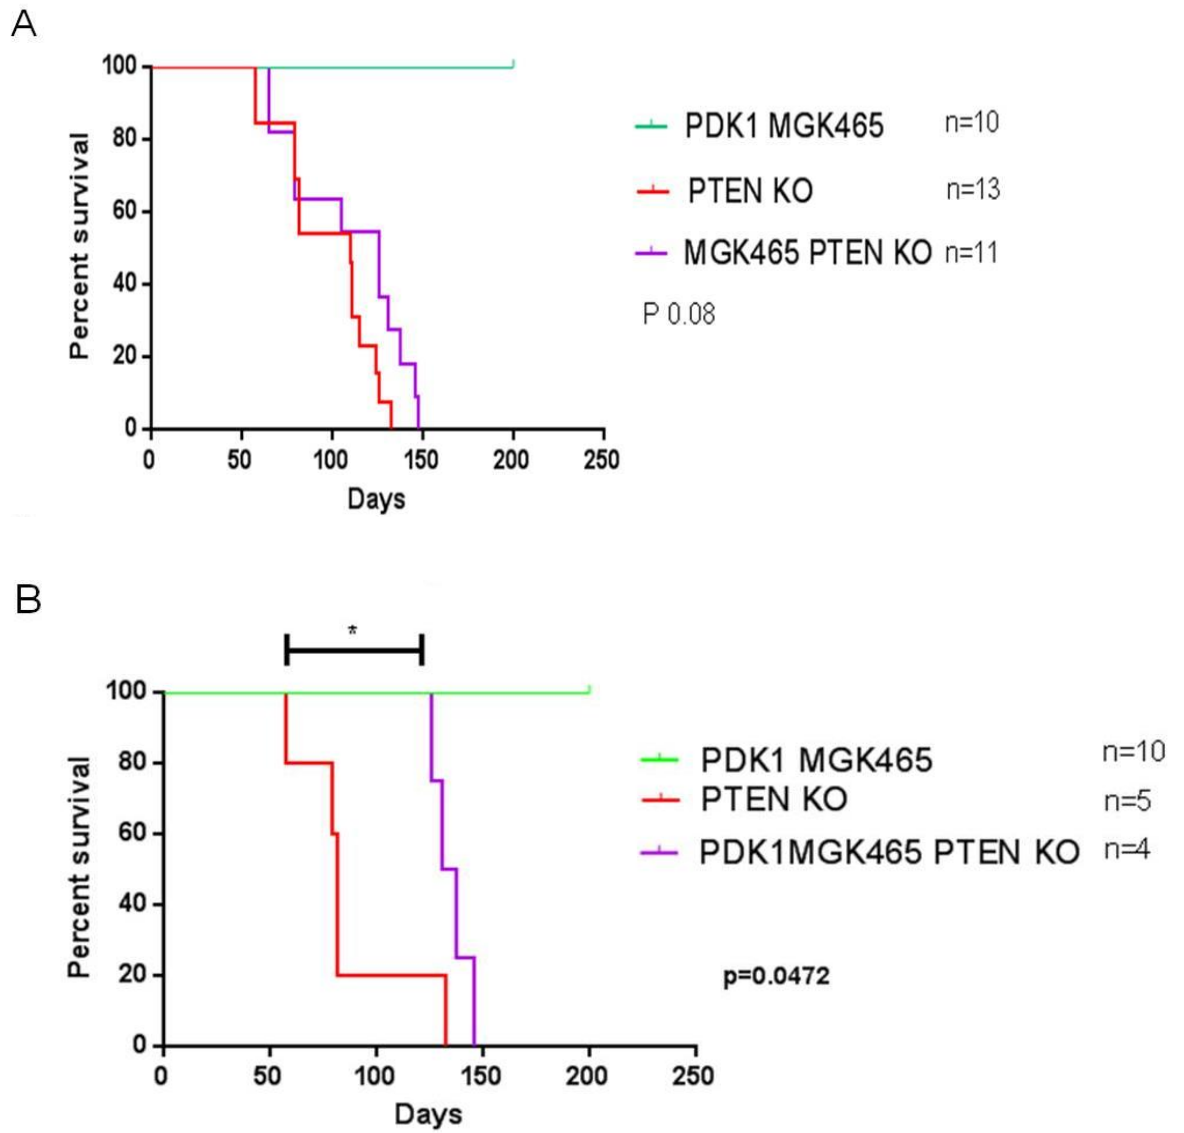 A
100
80
60
40
20
0
Percent survival
0 50 100 150 200 250
Days
PDK1 MGK465 n=10
PTEN KO n=13
MGK465 PTEN KO n=11
P 0.08
B
*
100
80
60
40
20
0
Percent survival
0 50 100 150 200 250
Days
PDK1 MGK465 n=10
PTEN KO n=5
PDK1MGK465 PTEN KO n=4
p=0.0472